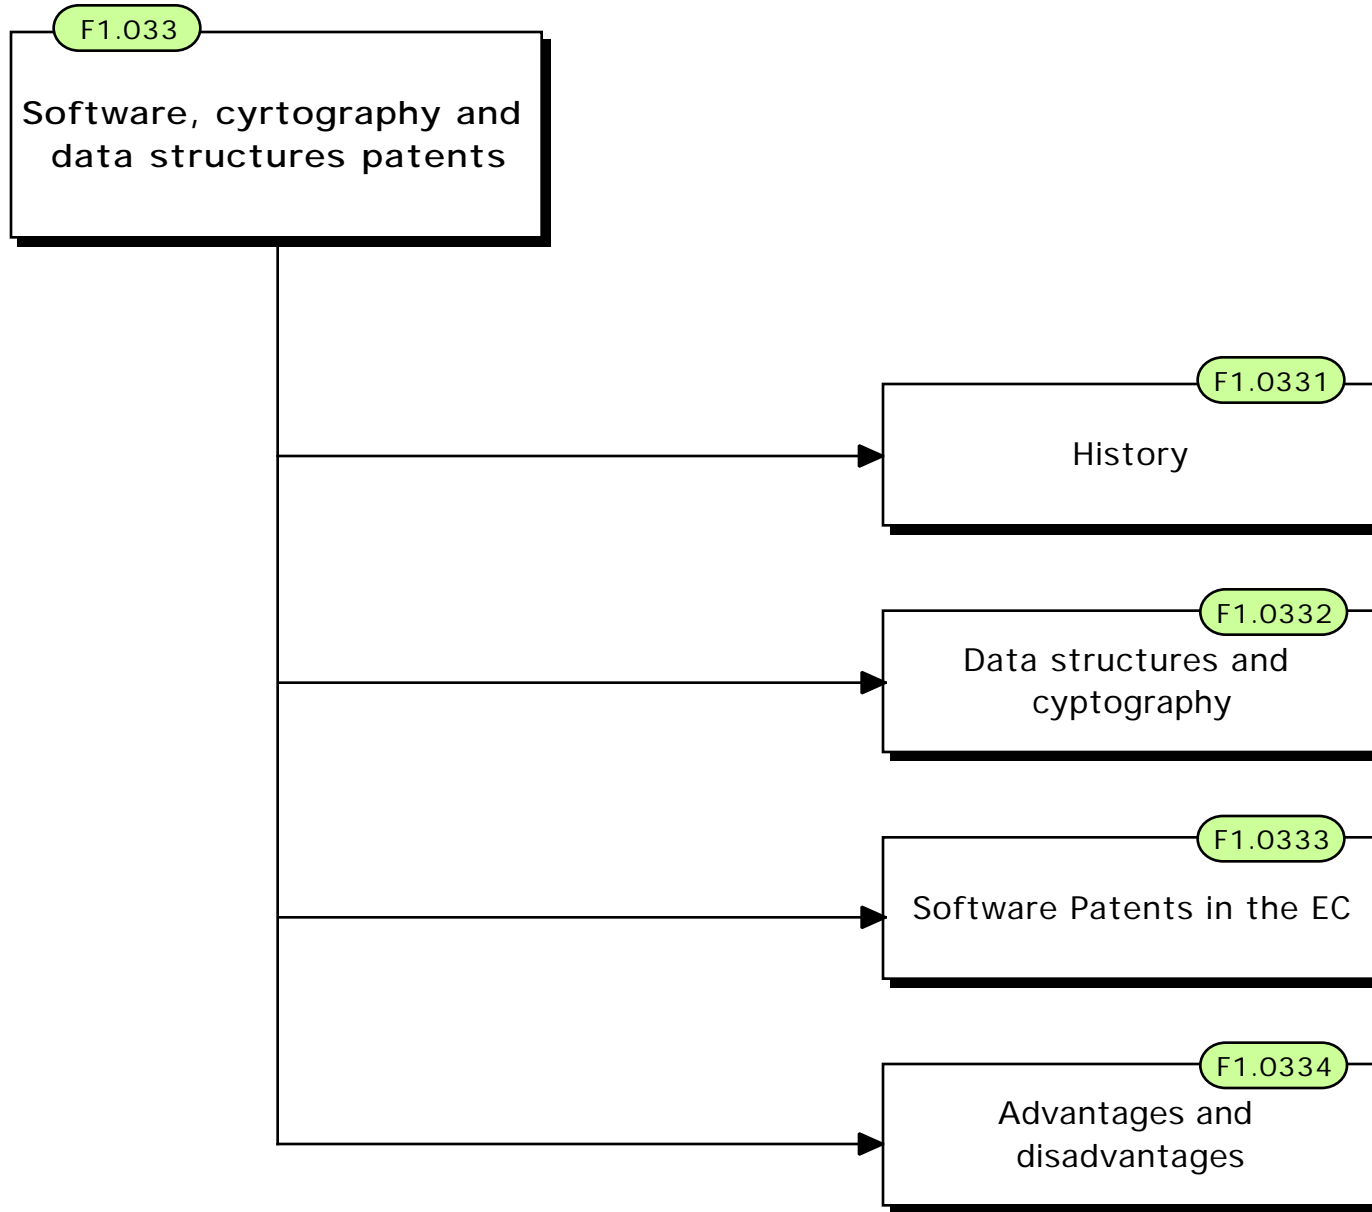 F1.033
Software, cyrtography and
data structures patents
F1.0331
History
F1.0332
Data structures and
cyptography
F1.0333
Software Patents in the EC
F1.0334
Advantages and
disadvantages